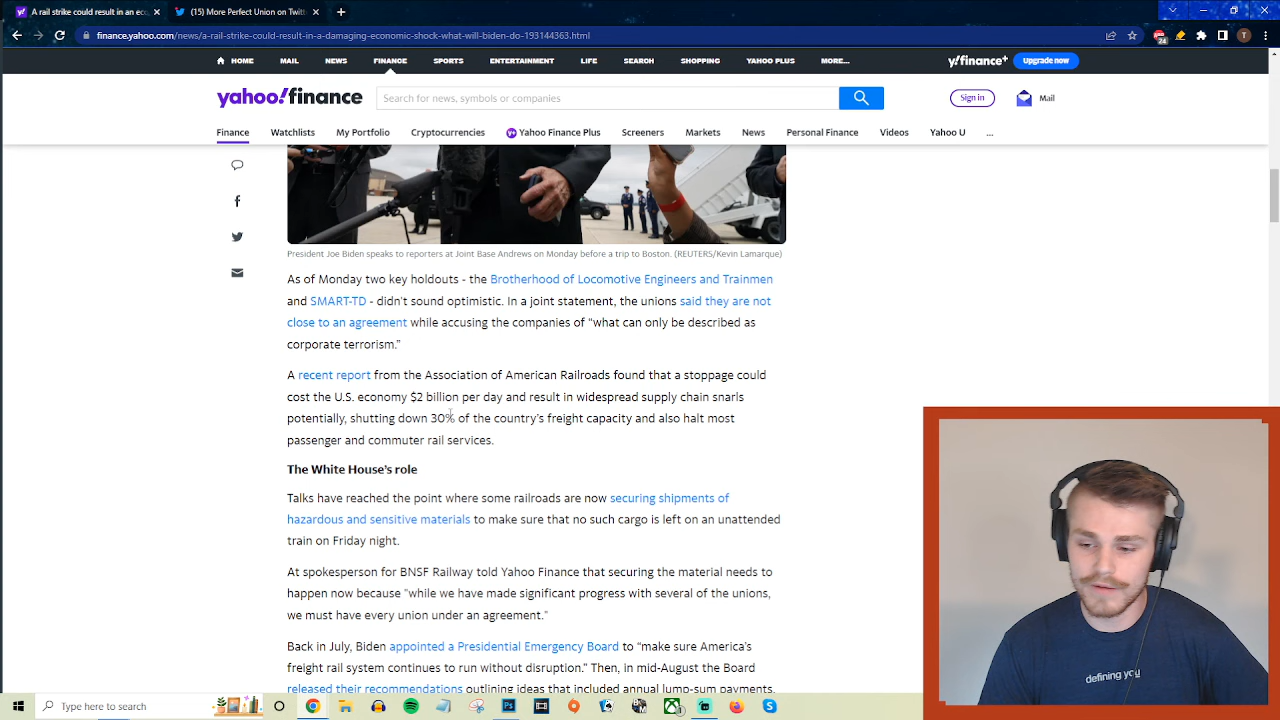 A rail strike could result in an eco
(15) More Perfect Union on Twitt
finance.yahoo.com/news/a-rail-strike-could-result-in-a-damaging-economic-shock-what-will-biden-do-193144363.html
24
T
HOME MAIL NEWS FINANCE SPORTS ENTERTAINMENT LIFE SEARCH SHOPPING YAHOO PLUS MORE...
y!finance+ Upgrade now
yahoo!finance
Search for news, symbols or companies
Sign in
Mail
Finance Watchlists My Portfolio Cryptocurrencies Yahoo Finance Plus Screeners Markets News Personal Finance Videos Yahoo U ...
President Joe Biden speaks to reporters at Joint Base Andrews on Monday before a trip to Boston. (REUTERS/Kevin Lamarque)
As of Monday two key holdouts - the Brotherhood of Locomotive Engineers and Trainmen
and SMART-TD - didn't sound optimistic. In a joint statement, the unions said they are not
close to an agreement while accusing the companies of “what can only be described as
corporate terrorism.”
A recent report from the Association of American Railroads found that a stoppage could
cost the U.S. economy $2 billion per day and result in widespread supply chain snarls
potentially, shutting down 30% of the country's freight capacity and also halt most
passenger and commuter rail services.
The White House's role
Talks have reached the point where some railroads are now securing shipments of
hazardous and sensitive materials to make sure that no such cargo is left on an unattended
train on Friday night.
At spokesperson for BNSF Railway told Yahoo Finance that securing the material needs to
happen now because “while we have made significant progress with several of the unions,
we must have every union under an agreement.”
Back in July, Biden appointed a Presidential Emergency Board to “make sure America's
freight rail system continues to run without disruption.” Then, in mid-August the Board
released their recommendations outlining ideas that included annual lump-sum payments,
defining you
Type here to search